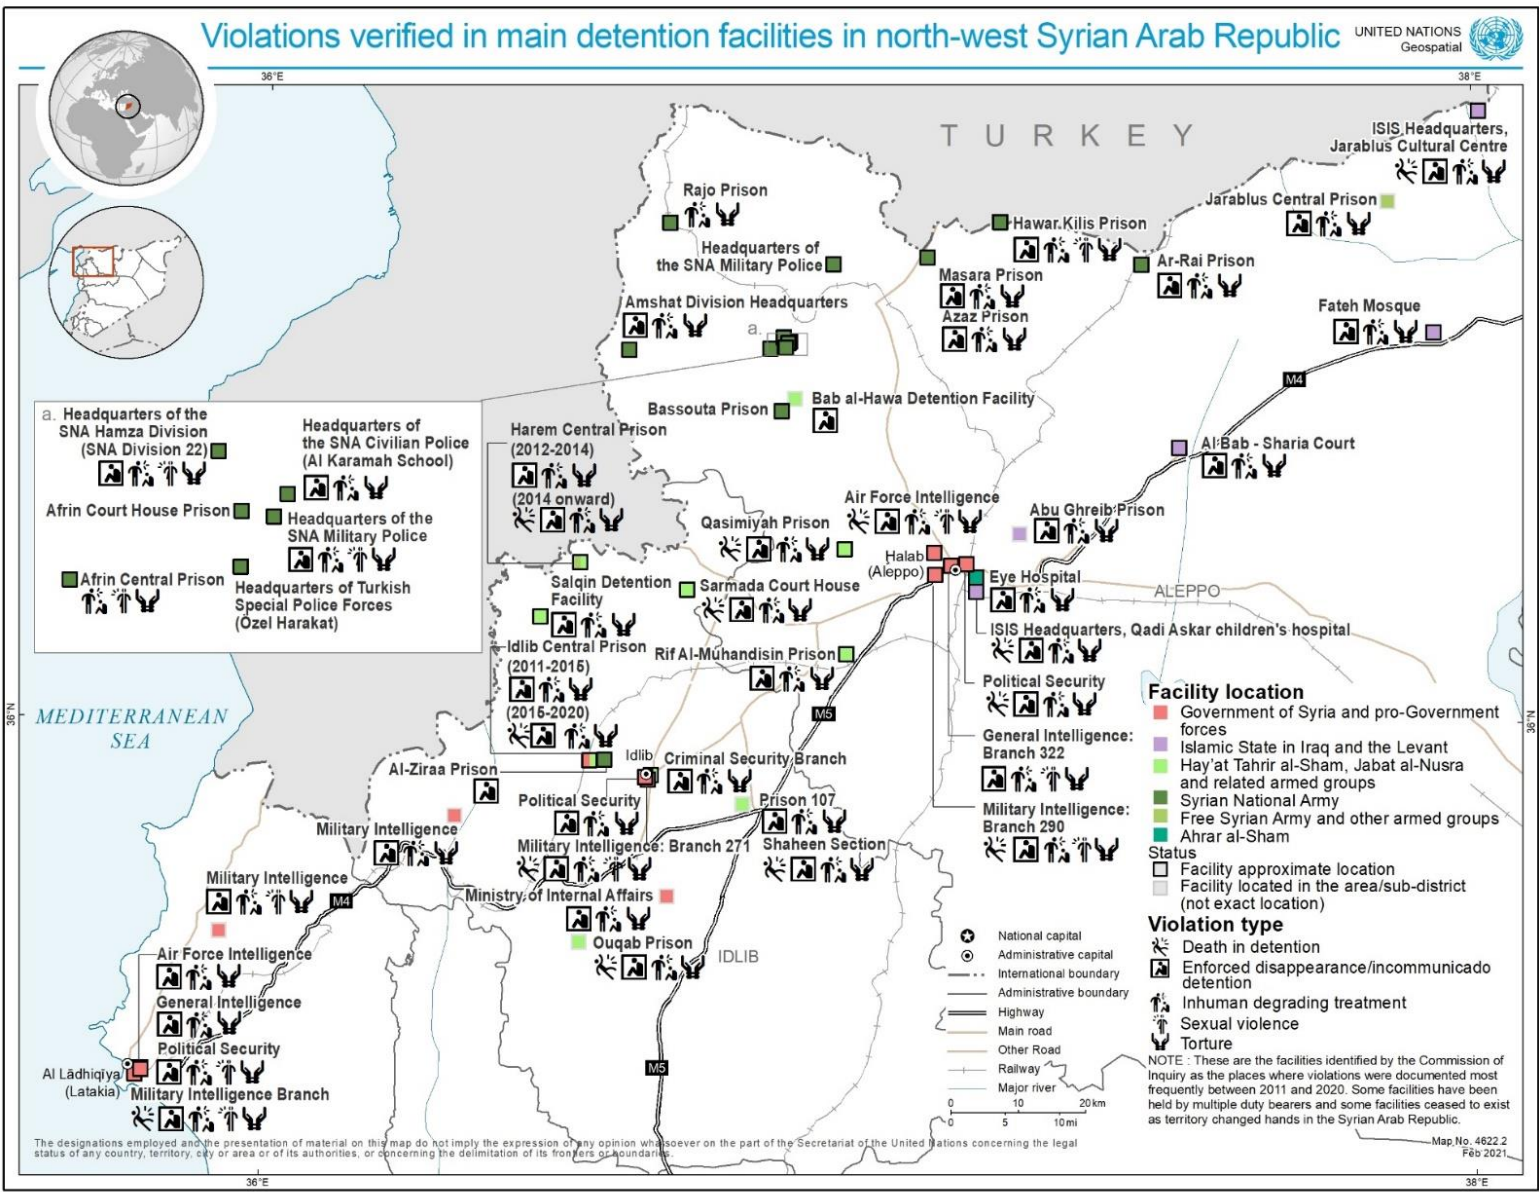 Violations verified in main detention facilities in north-west Syrian Arab Republic
UNITED NATIONS
Geospatial
36°E
38°E
TURKEY
ISIS Headquarters,
Jarablus Cultural Centre
Jarablus Central Prison
Rajo Prison
Hawar Kilis Prison
Headquarters of
the SNA Military Police
Ar-Rai Prison
Masara Prison
Azaz Prison
Amshat Division Headquarters
a.
Fateh Mosque
M4
Bassouta Prison
Bab al-Hawa Detention Facility
a. Headquarters of the
SNA Hamza Division
(SNA Division 22)
Headquarters of
the SNA Civilian Police
(Al Karamah School)
Afrin Court House Prison
Headquarters of the
SNA Military Police
Afrin Central Prison
Headquarters of Turkish
Special Police Forces
(Özel Harakat)
Harem Central Prison
(2012-2014)
(2014 onward)
Al Bab - Sharia Court
Air Force Intelligence
Abu Ghreib Prison
Qasimiyah Prison
Halab
(Aleppo)
Eye Hospital
ALEPPO
Salqin Detention
Facility
Sarmada Court House
ISIS Headquarters, Qadi Askar children's hospital
Idlib Central Prison
(2011-2015)
(2015-2020)
Rif Al-Muhandisin Prison
Political Security
M5
General Intelligence:
Branch 322
Military Intelligence:
Branch 290
36°N
MEDITERRANEAN
SEA
36°N
Al-Ziraa Prison
Idlib
Criminal Security Branch
Political Security
Prison 107
Military Intelligence
Military Intelligence: Branch 271
Shaheen Section
Military Intelligence
M4
Ministry of Internal Affairs
Ouqab Prison
IDLIB
Air Force Intelligence
General Intelligence
Political Security
Al Lādhiqīya
(Latakia)
Military Intelligence Branch
M5
Facility location
Government of Syria and pro-Government
forces
Islamic State in Iraq and the Levant
Hay'at Tahrir al-Sham, Jabat al-Nusra
and related armed groups
Syrian National Army
Free Syrian Army and other armed groups
Ahrar al-Sham
Status
Facility approximate location
Facility located in the area/sub-district
(not exact location)
Violation type
Death in detention
Enforced disappearance/incommunicado
detention
Inhuman degrading treatment
Sexual violence
Torture
National capital
Administrative capital
International boundary
Administrative boundary
Highway
Main road
Other Road
Railway
Major river
0 10 20 km
0 5 10 mi
NOTE : These are the facilities identified by the Commission of
Inquiry as the places where violations were documented most
frequently between 2011 and 2020. Some facilities have been
held by multiple duty bearers and some facilities ceased to exist
as territory changed hands in the Syrian Arab Republic.
The designations employed and the presentation of material on this map do not imply the expression of any opinion whatsoever on the part of the Secretariat of the United Nations concerning the legal
status of any country, territory, city or area or of its authorities, or concerning the delimitation of its frontiers or boundaries.
Map No. 4622.2
Feb 2021
36°E
38°E